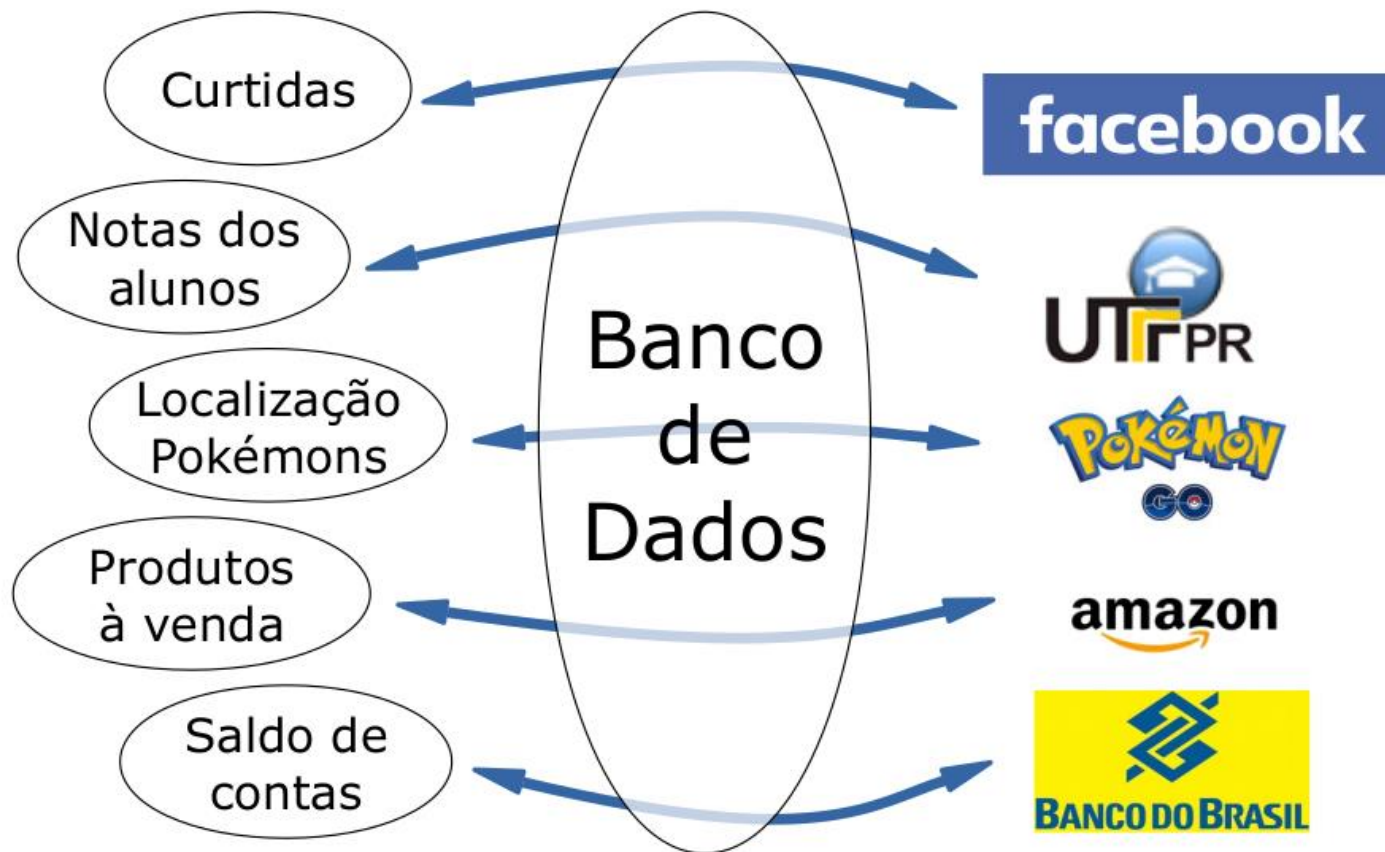 Curtidas
facebook
Notas dos
alunos
UTFPR
Banco
de
Dados
Localização
Pokémons
POKÉMON
GO
Produtos
à venda
amazon
Saldo de
contas
BANCO DO BRASIL